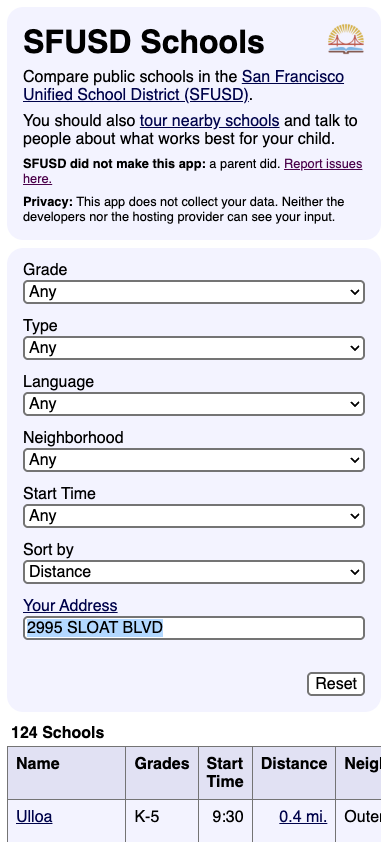 SFUSD Schools
Compare public schools in the San Francisco
Unified School District (SFUSD).
You should also tour nearby schools and talk to
people about what works best for your child.
SFUSD did not make this app: a parent did. Report issues
here.
Privacy: This app does not collect your data. Neither the
developers nor the hosting provider can see your input.
Grade
Any
Type
Any
Language
Any
Neighborhood
Any
Start Time
Any
Sort by
Distance
Your Address
2995 SLOAT BLVD
Reset
124 Schools
Name Grades Start Time Distance
Ulloa K-5 9:30 0.4 mi.